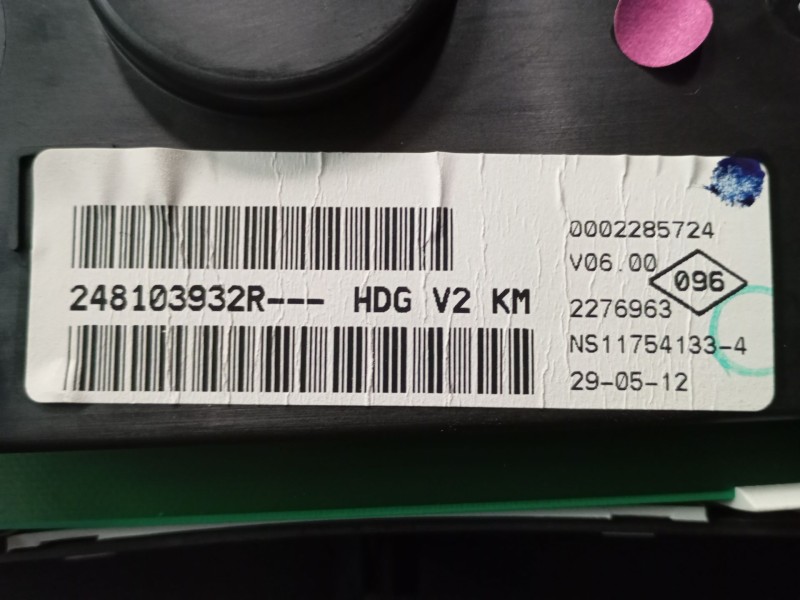 0002285724
V06.00
096
248103932R--- HDG V2 KM
2276963
NS11754133-4
29-05-12